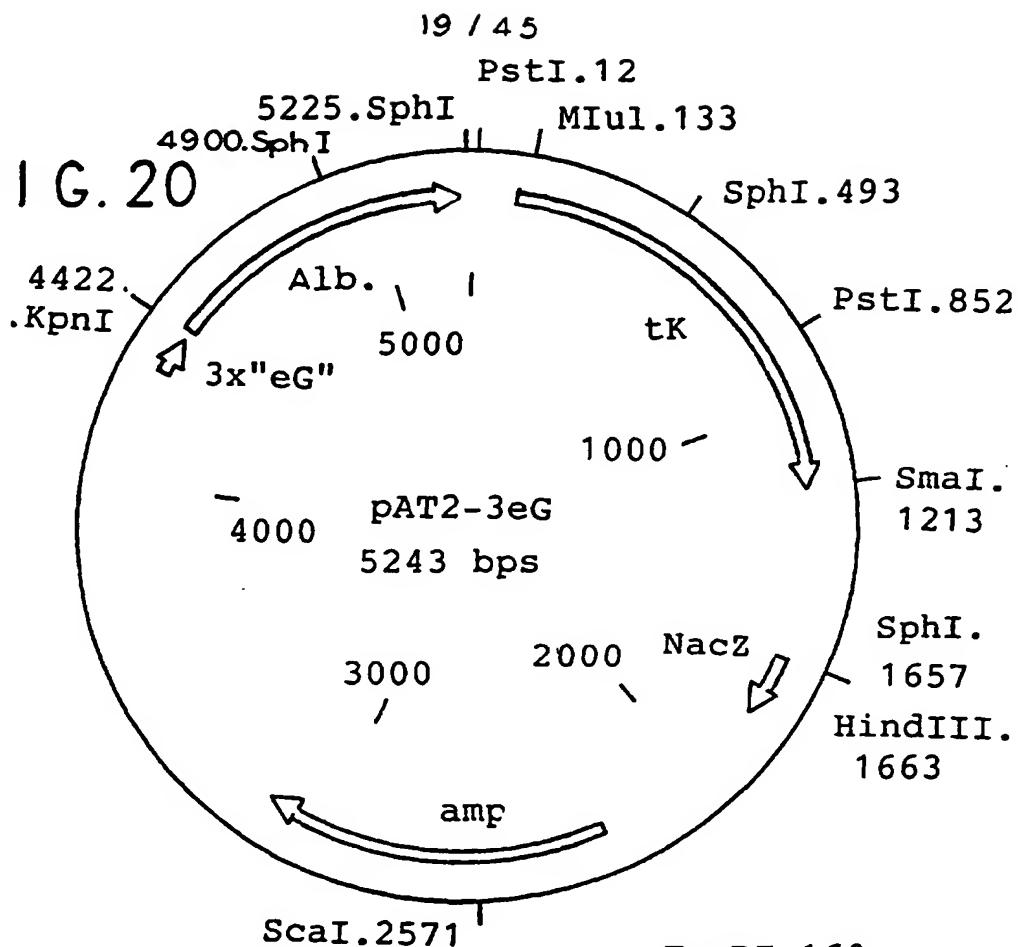 19 / 45
PstI.12
5225.SphI
MIul.133
4900.SphI
I G. 20
SphI.493
4422.
.KpnI
Alb.
PstI.852
5000
tK
3x"eG"
1000
SmaI.
1213
4000
pAT2-3eG
5243 bps
NacZ
SphI.
1657
2000
3000
HindIII.
1663
amp
ScaI.2571